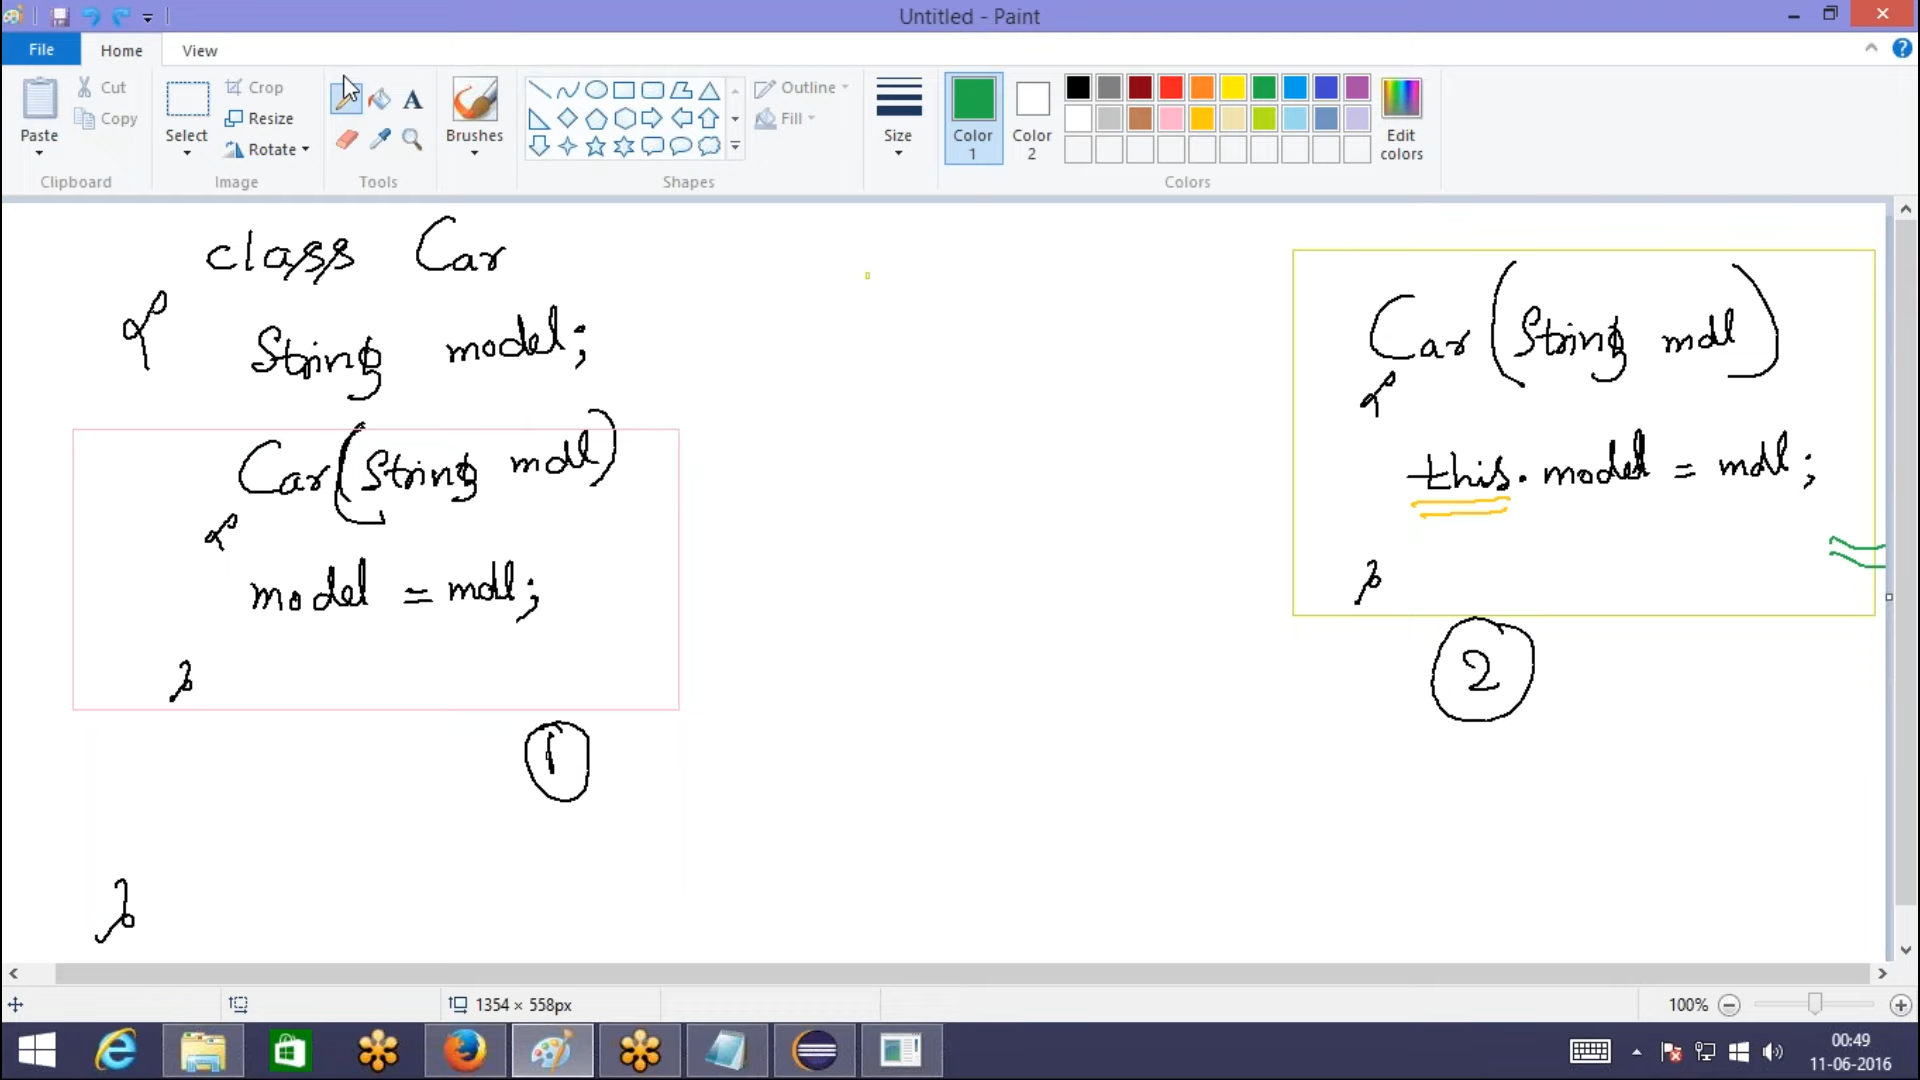 Untitled - Paint
File Home View
Paste
Cut
Copy
Clipboard
Select
Crop
Resize
Rotate
Image
A
Tools
Brushes
Shapes
Outline
Fill
Size
Color 1
Color 2
Edit colors
Colors
class Car
{
String model;
Car(String mdl)
{
model = mdl;
}
1
}
Car(String mdl)
{
this.model = mdl;
}
2
1354 × 558px
100%
00:49
11-06-2016